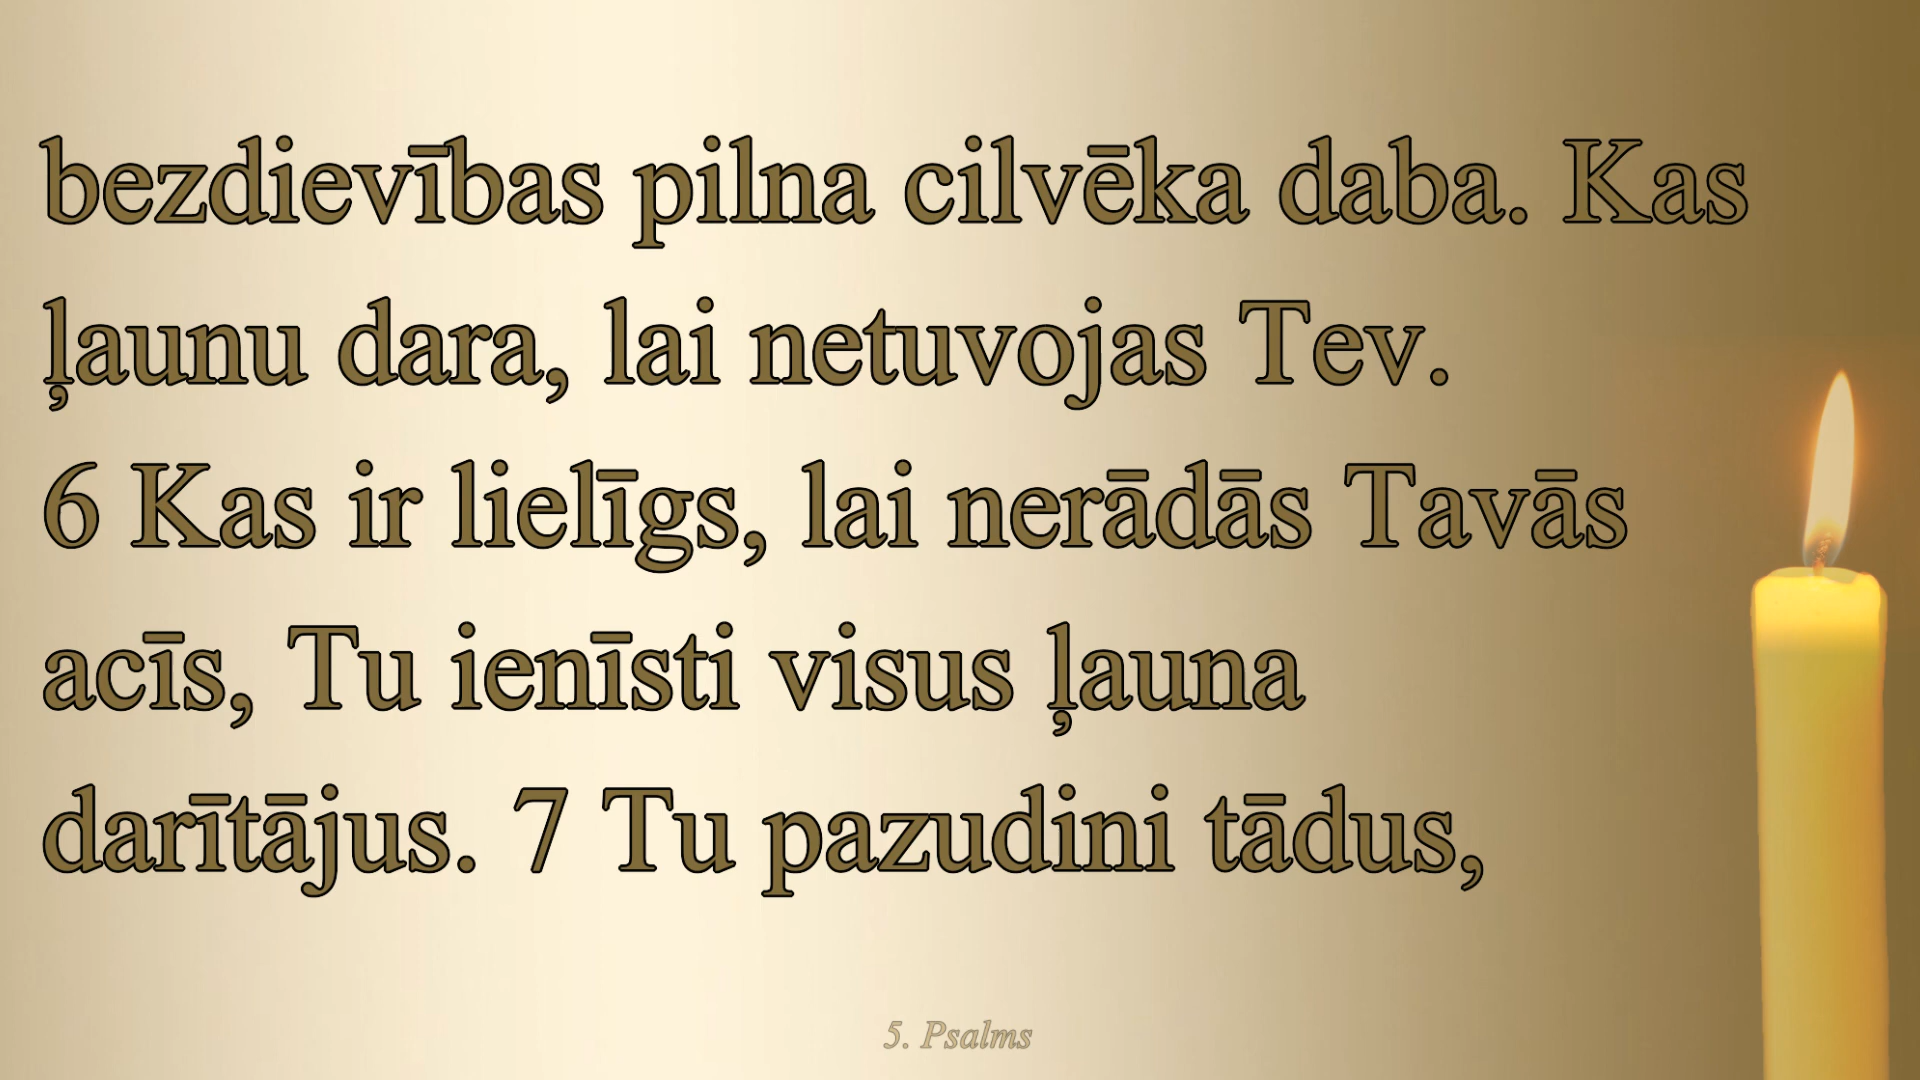 bezdievības pilna cilvēka daba. Kas
ļaunu dara, lai netuvojas Tev.
6 Kas ir lielīgs, lai nerādās Tavās
acīs, Tu ienīsti visus ļauna
darītājus. 7 Tu pazudini tādus,
5. Psalms